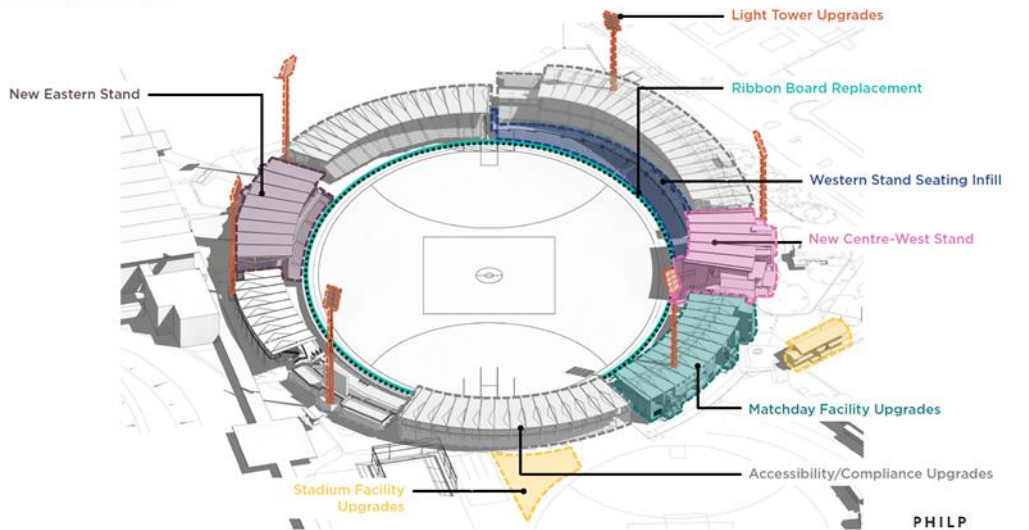 Light Tower Upgrades
New Eastern Stand
Ribbon Board Replacement
Western Stand Seating Infill
New Centre-West Stand
Matchday Facility Upgrades
Accessibility/Compliance Upgrades
Stadium Facility
Upgrades
PHILP